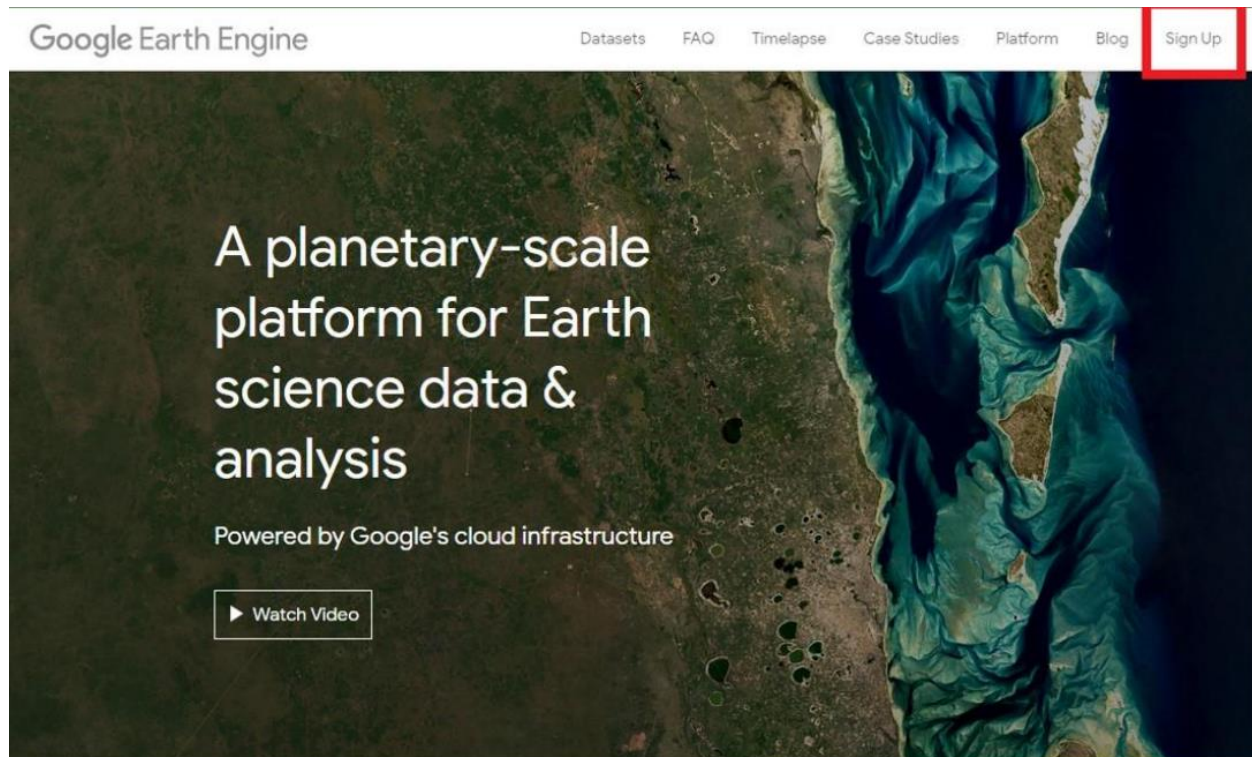 Google Earth Engine
Datasets FAQ Timelapse Case Studies Platform Blog Sign Up
A planetary-scale
platform for Earth
science data &
analysis
Powered by Google's cloud infrastructure
Watch Video